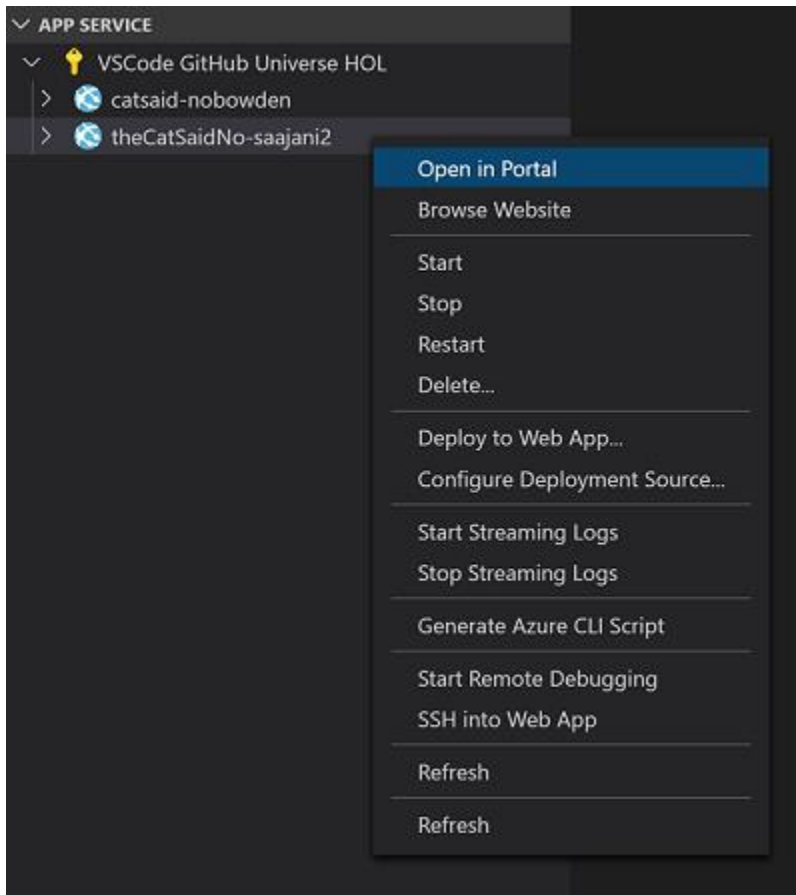 APP SERVICE
VSCode GitHub Universe HOL
catsaid-nobowden
theCatSaidNo-saajani2
Open in Portal
Browse Website
Start
Stop
Restart
Delete...
Deploy to Web App...
Configure Deployment Source...
Start Streaming Logs
Stop Streaming Logs
Generate Azure CLI Script
Start Remote Debugging
SSH into Web App
Refresh
Refresh